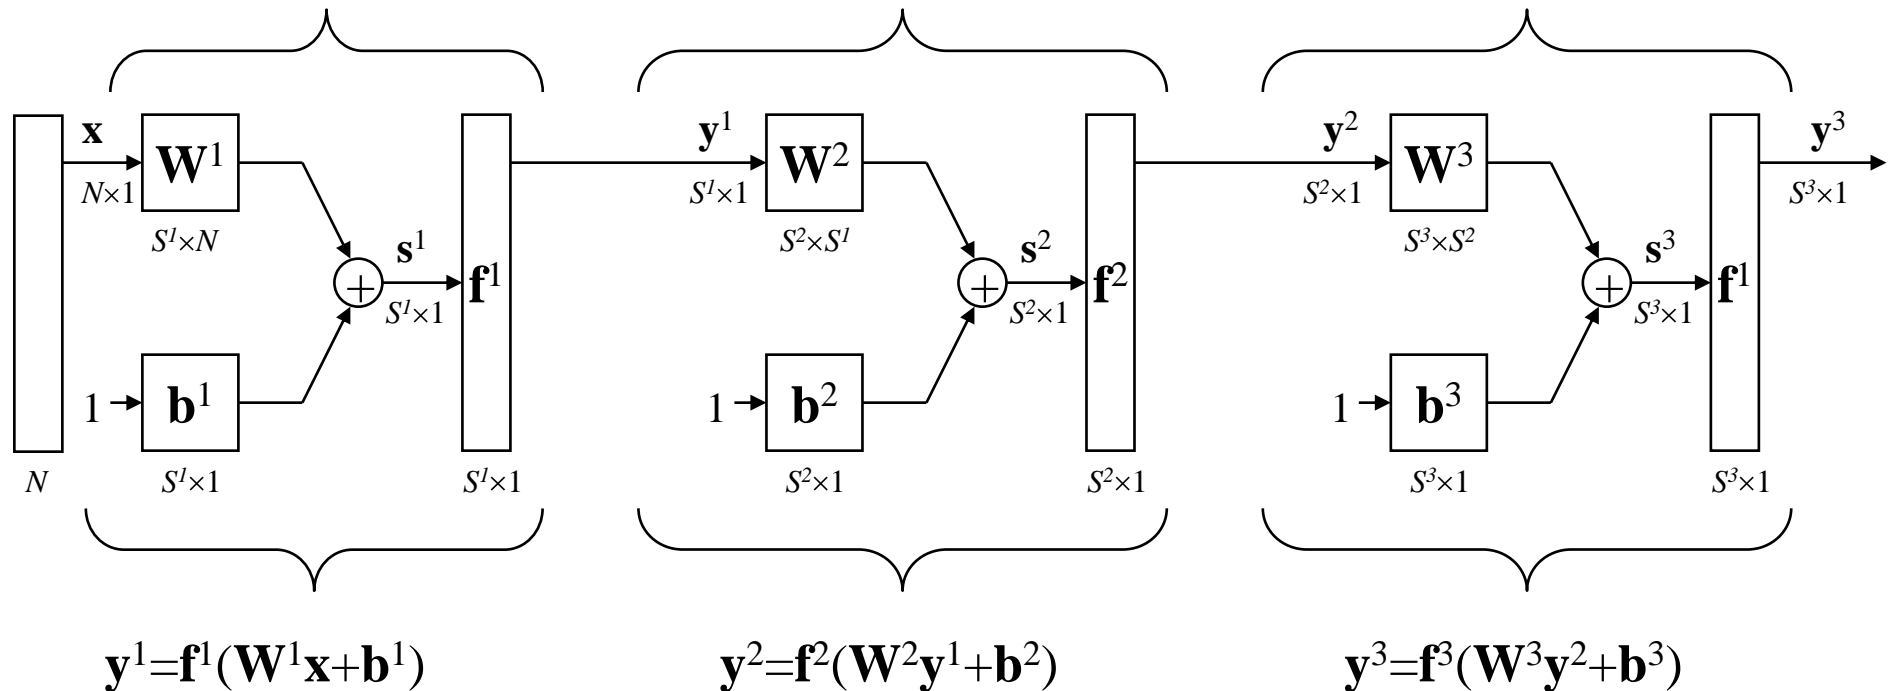 x y¹ y² y³
W¹ W² W³
N×1 S¹×1 S²×1 S³×1
S¹×N S²×S¹ S³×S²
s¹ s² s³
+ f¹ + f² + f¹
S¹×1 S²×1 S³×1
1 b¹ 1 b² 1 b³
N S¹×1 S¹×1 S²×1 S²×1 S³×1 S³×1
y¹=f¹(W¹x+b¹) y²=f²(W²y¹+b²) y³=f³(W³y²+b³)